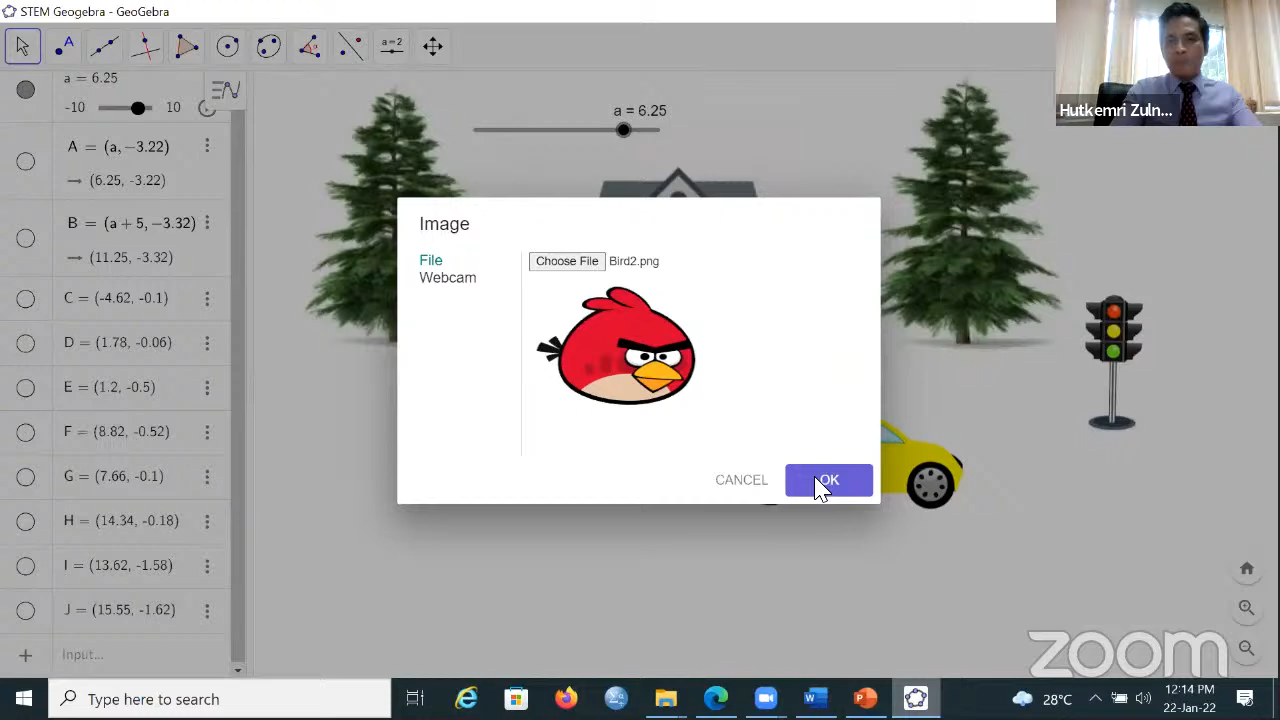 STEM Geogebra - GeoGebra
A
a=2
a = 6.25
-10
10
A = (a,−3.22)
→ (6.25, -3.22)
B = (a + 5,−3.32)
→ (11.25, -3.32)
C = (-4.62, -0.1)
D = (1.78, -0.06)
E = (1.2, -0.5)
F = (8.82, -0.52)
G = (7.66, -0.1)
H = (14.34, -0.18)
I = (13.62, -1.58)
J = (15.55, -1.62)
Input...
a = 6.25
Hutkemri Zuln...
Image
File
Webcam
Choose File Bird2.png
CANCEL
OK
zoom
Type here to search
28°C
12:14 PM
22-Jan-22